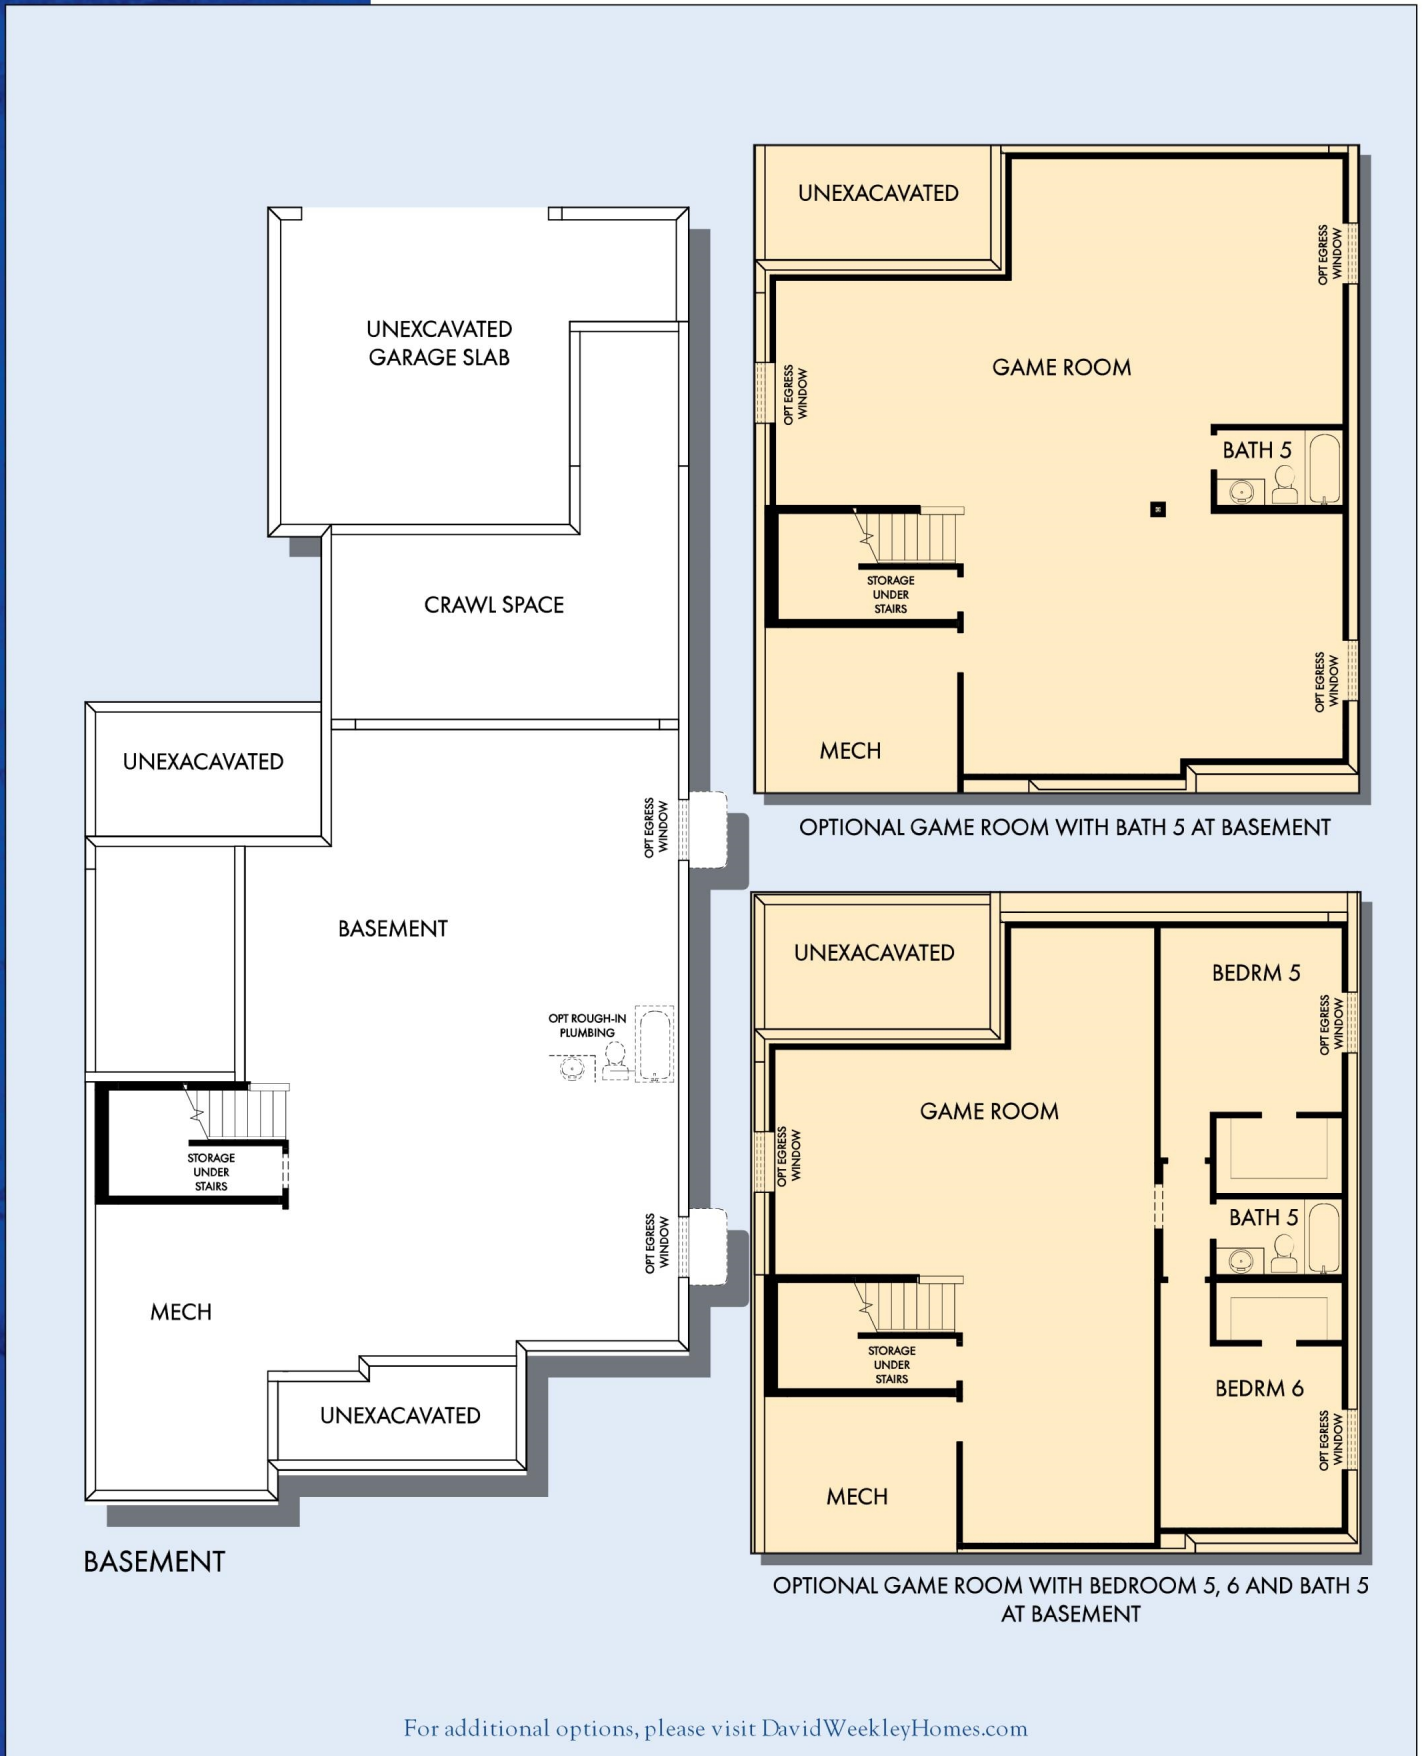 UNEXCAVATED
GARAGE SLAB
CRAWL SPACE
UNEXACAVATED
OPT EGRESS
WINDOW
BASEMENT
OPT ROUGH-IN
PLUMBING
STORAGE
UNDER
STAIRS
OPT EGRESS
WINDOW
MECH
UNEXACAVATED
BASEMENT
UNEXACAVATED
OPT EGRESS
WINDOW
GAME ROOM
OPT EGRESS
WINDOW
BATH 5
STORAGE
UNDER
STAIRS
OPT EGRESS
WINDOW
MECH
OPTIONAL GAME ROOM WITH BATH 5 AT BASEMENT
UNEXACAVATED
BEDRM 5
OPT EGRESS
WINDOW
GAME ROOM
OPT EGRESS
WINDOW
BATH 5
STORAGE
UNDER
STAIRS
BEDRM 6
OPT EGRESS
WINDOW
MECH
OPTIONAL GAME ROOM WITH BEDROOM 5, 6 AND BATH 5
AT BASEMENT
For additional options, please visit DavidWeekleyHomes.com